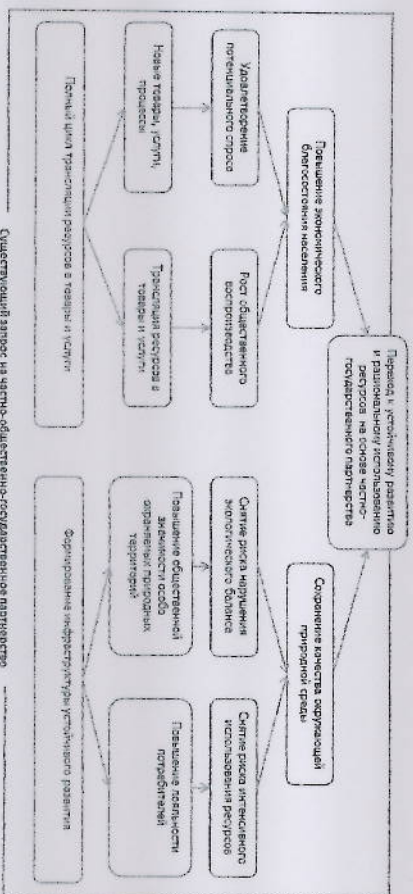 Переход к устойчивому развитию
и рациональному использованию
ресурсов на основе частно-
государственного партнерства
Повышение экономического
благосостояния населения
Сохранение качества окружающей
природной среды
Удовлетворение
потенциального спроса
Рост общественного
воспроизводства
Снятие риска нарушения
экологического баланса
Снятие риска интенсивного
использования ресурсов
Новые товары, услуги,
процессы
Трансляция ресурсов в
товары и услуги
Повышение общественной
значимости особо
охраняемых природных
территорий
Повышение лояльности
потребителей
Полный цикл трансляции ресурсов в товары и услуги
Формирование инфраструктуры устойчивого развития
Существующий запрос на частно-общественно-государственное партнерство